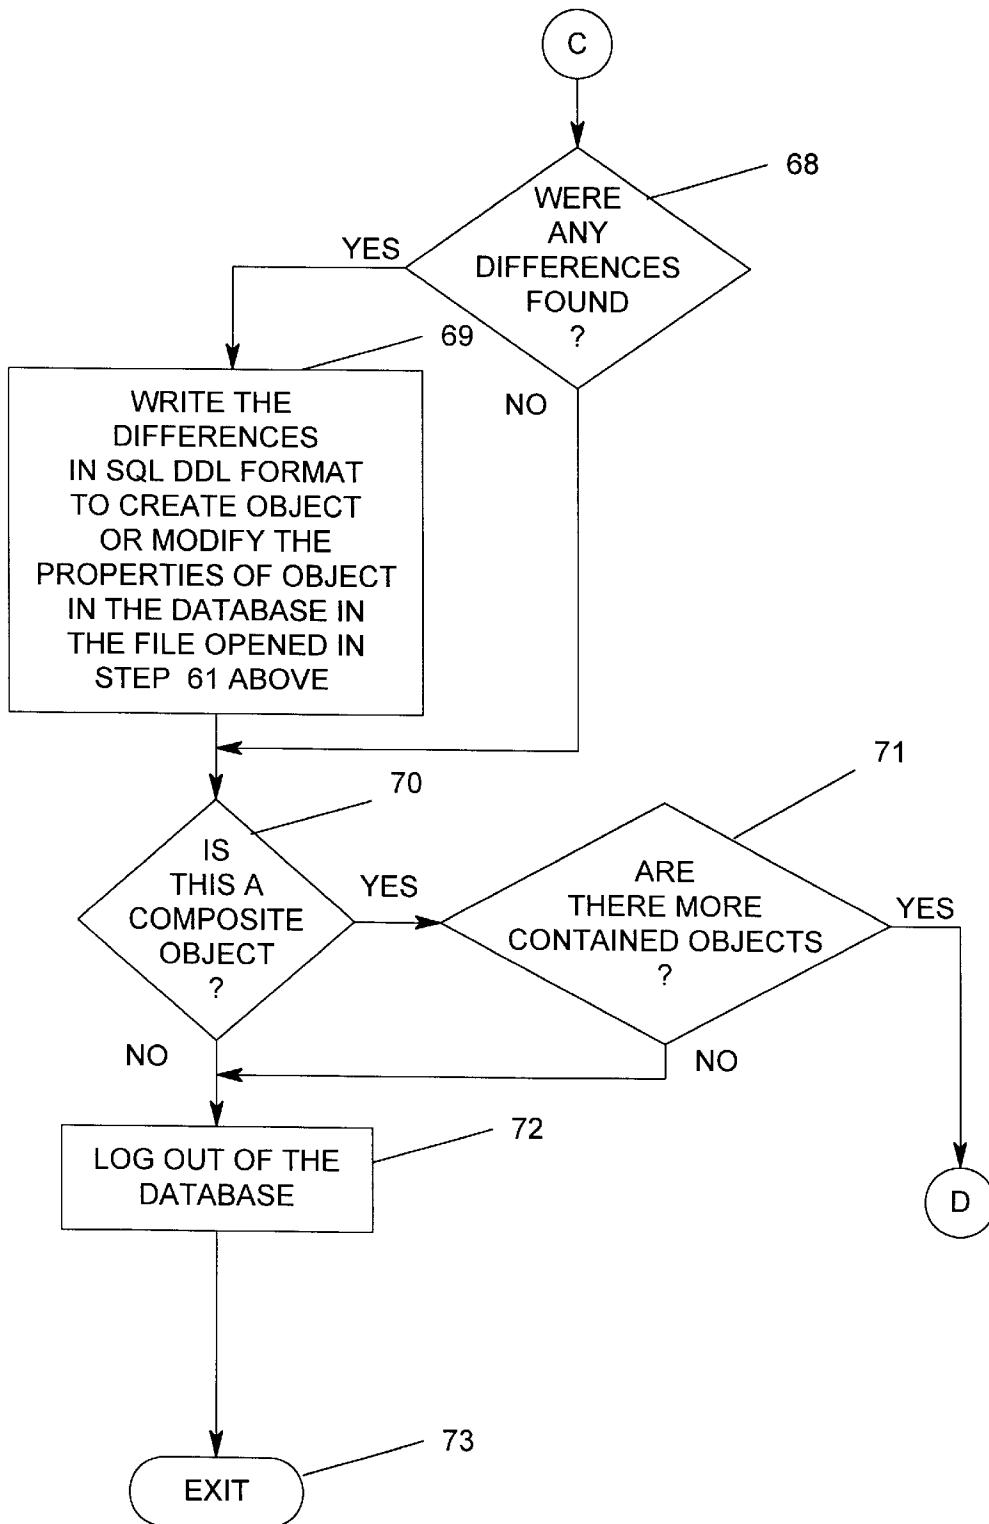 C
68
WERE
ANY
DIFFERENCES
FOUND
?
YES
NO
69
WRITE THE
DIFFERENCES
IN SQL DDL FORMAT
TO CREATE OBJECT
OR MODIFY THE
PROPERTIES OF OBJECT
IN THE DATABASE IN
THE FILE OPENED IN
STEP 61 ABOVE
70
IS
THIS A
COMPOSITE
OBJECT
?
YES
NO
71
ARE
THERE MORE
CONTAINED OBJECTS
?
YES
NO
72
LOG OUT OF THE
DATABASE
D
73
EXIT